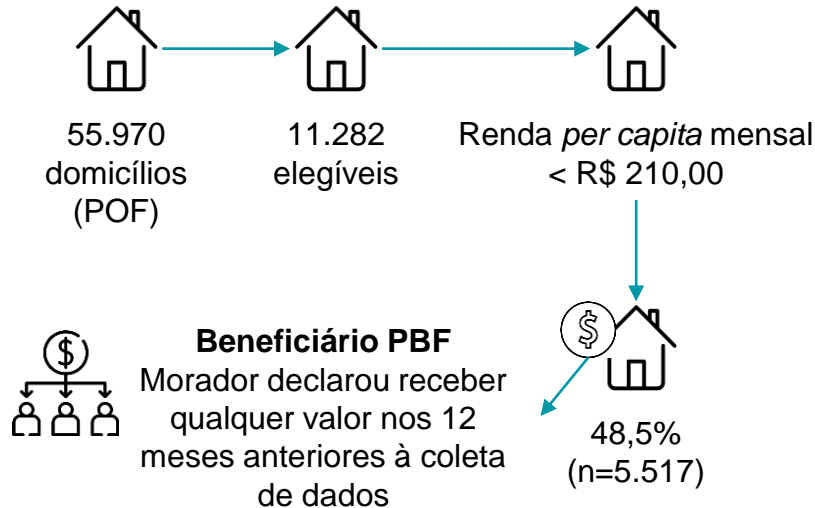 55.970
domicílios
(POF)
11.282
elegíveis
Renda per capita mensal
< R$ 210,00
$
48,5%
(n=5.517)
$
Beneficiário PBF
Morador declarou receber
qualquer valor nos 12
meses anteriores à coleta
de dados